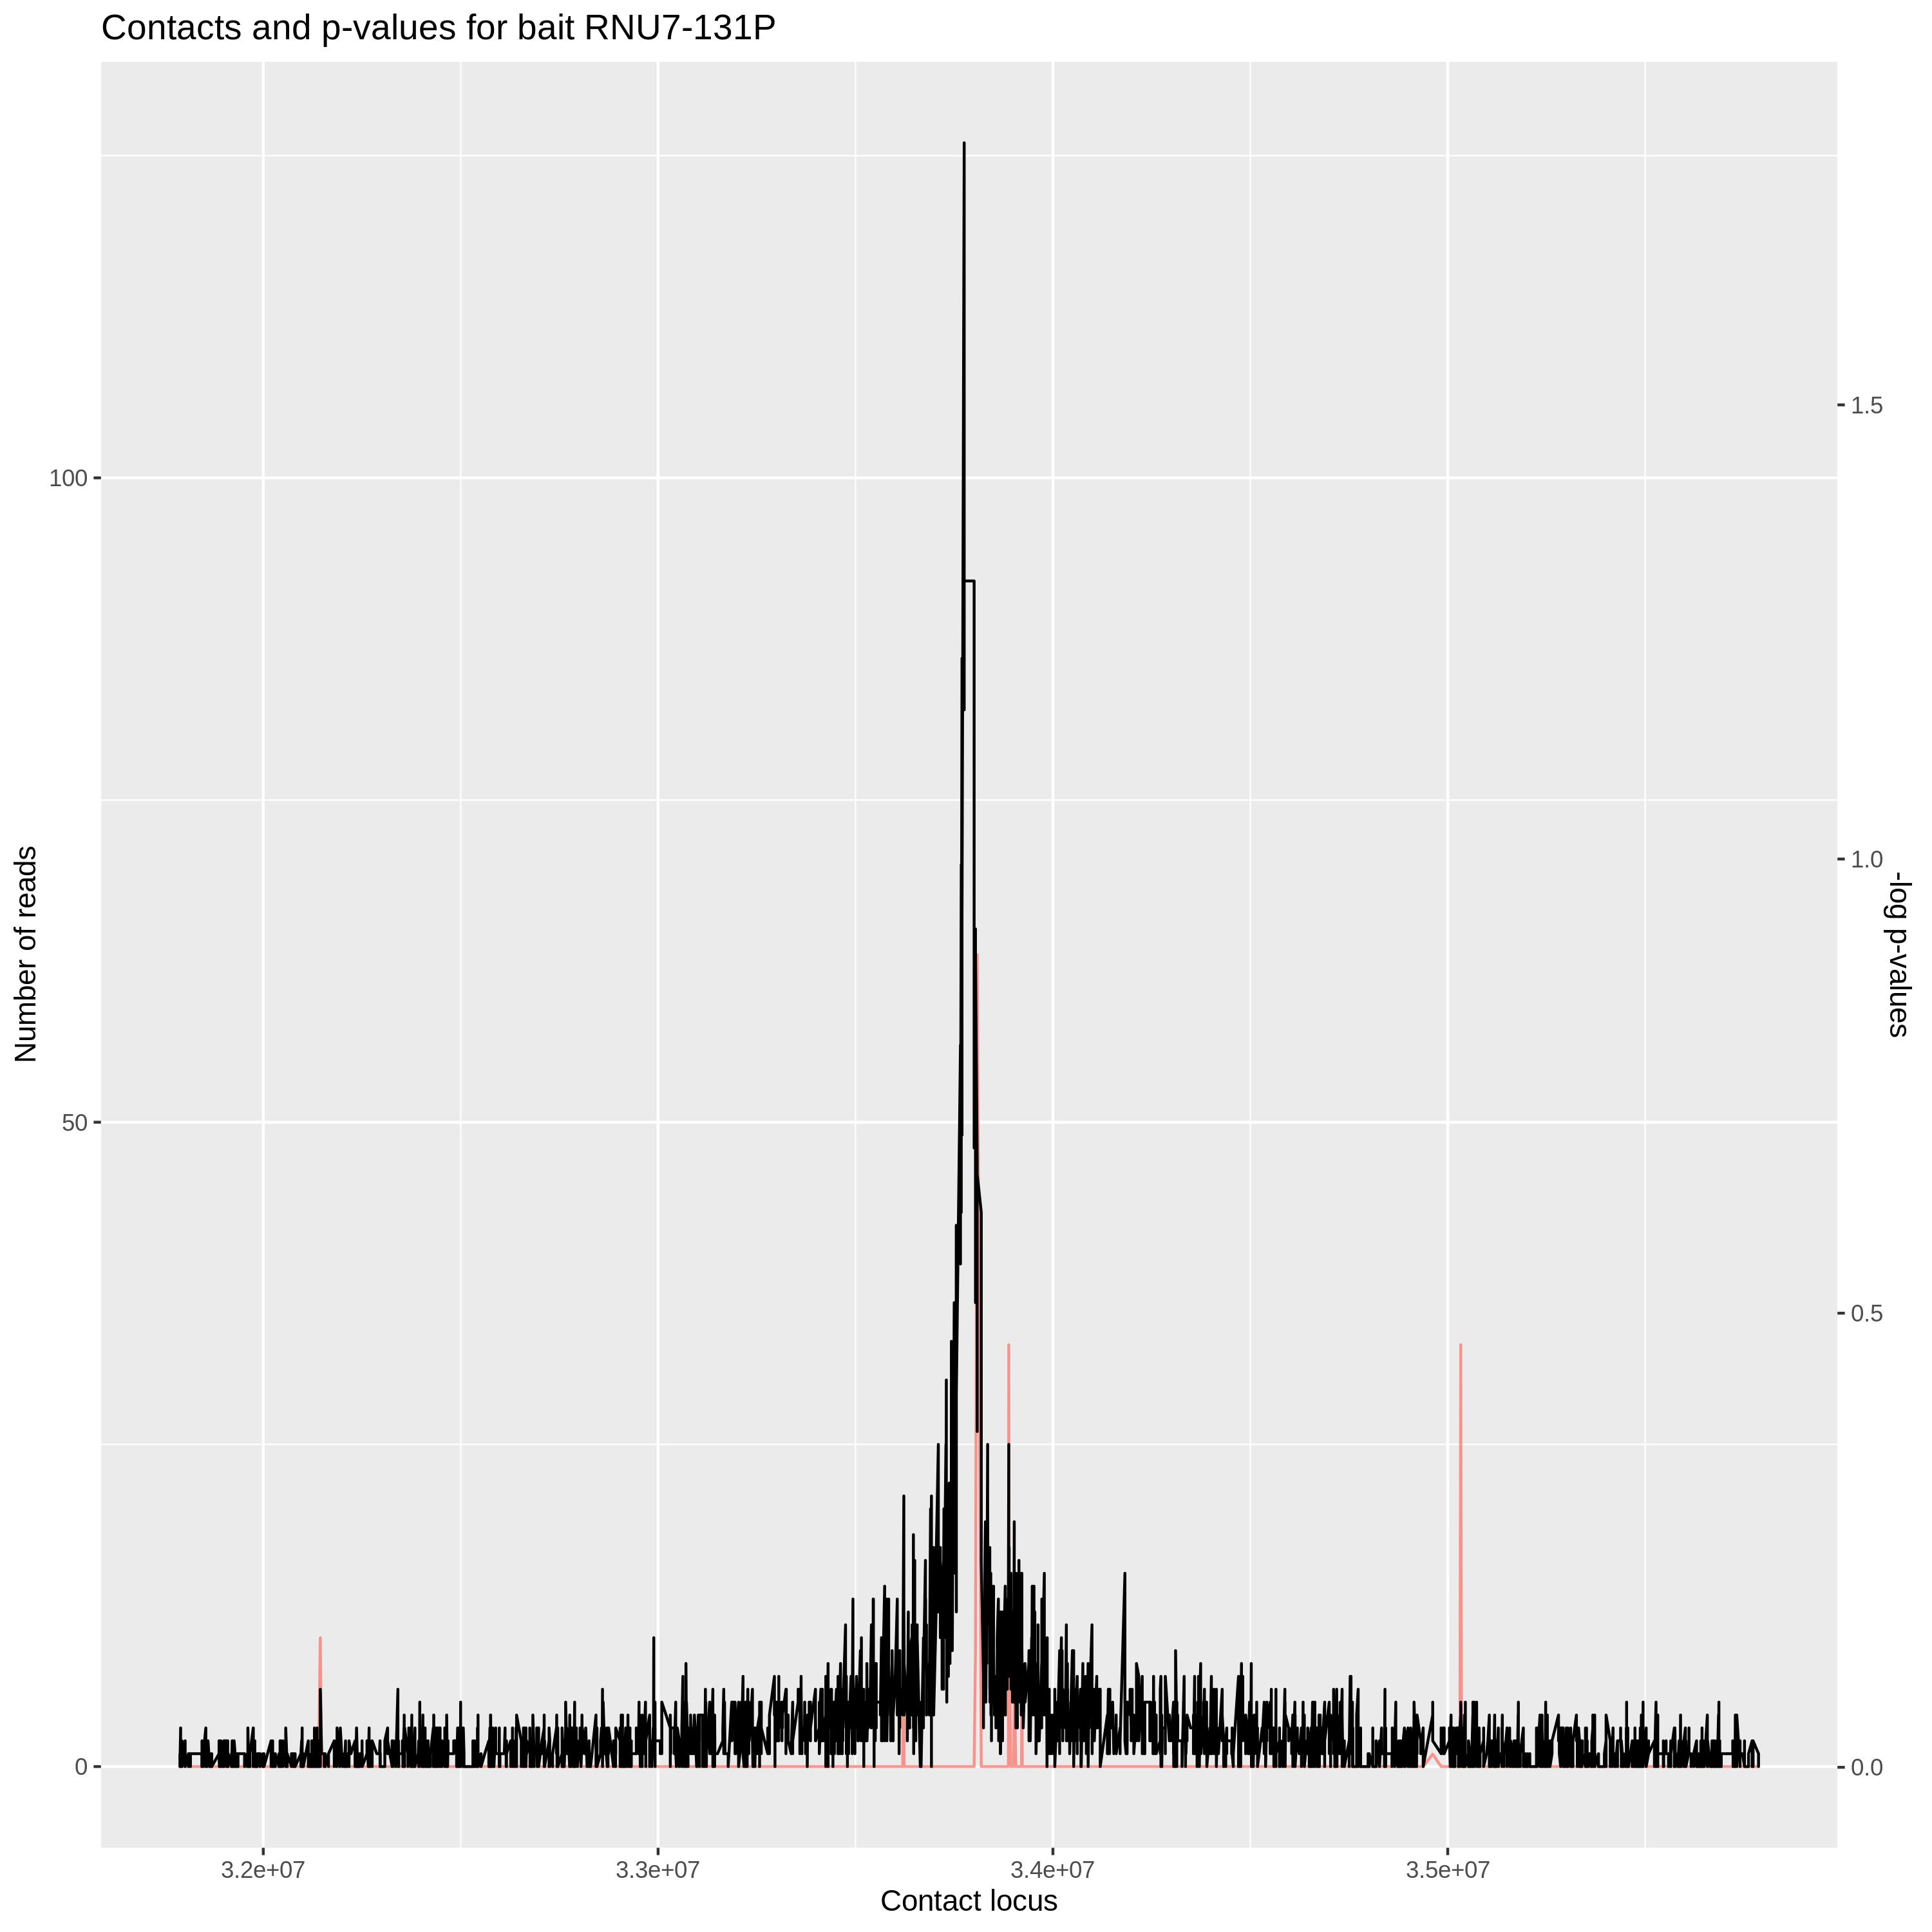 Contacts and p-values for bait RNU7-131P
Number of reads
100
50
0
1.5
1.0
0.5
0.0
-log p-values
3.2e+07
3.3e+07
3.4e+07
3.5e+07
Contact locus